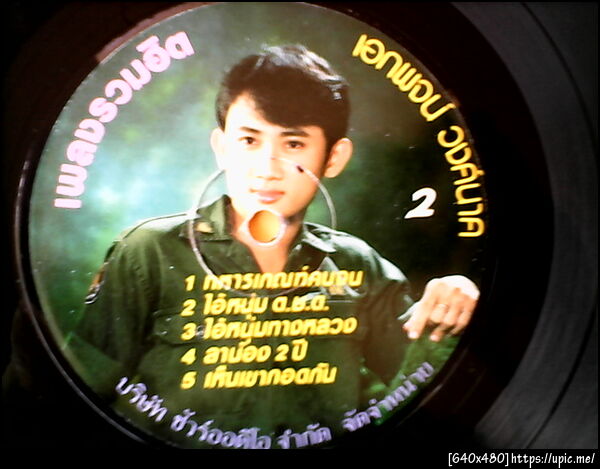 เพลงรวมฮิต
เอกพจน์ วงศ์นาค
2
1 ทหารเกณฑ์คนจน
2 ไอ้หนุ่ม ต.ช.ด.
3 ไอ้หนุ่มทางหลวง
4 ลาน้อง 2 ปี
5 เห็นเขากอดกัน
บริษัท ชัวร์ออดิโอ จำกัด จัดจำหน่าย
[640x480]https://upic.me/